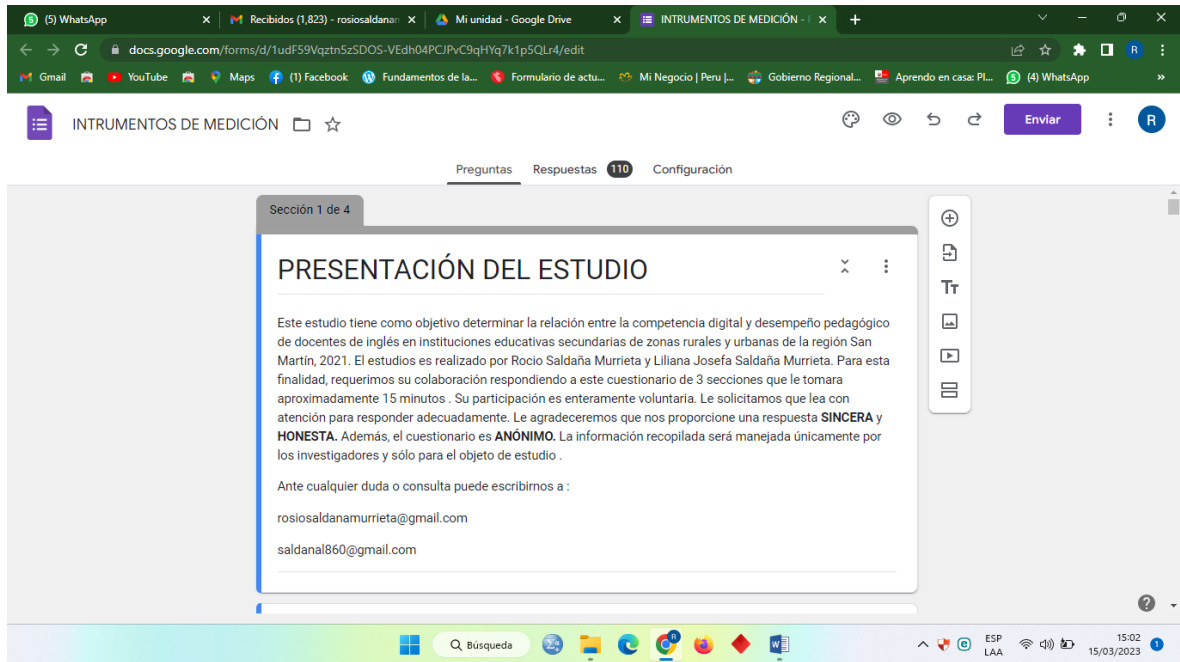 (5) WhatsApp
Recibidos (1,823) - rosiosaldanan
Mi unidad - Google Drive
INTRUMENTOS DE MEDICIÓN -
docs.google.com/forms/d/1udF59Vqztn5zSDOS-VEdh04PCJPvC9qHYq7k1p5QLr4/edit
R
Gmail
YouTube
Maps
(1) Facebook
Fundamentos de la...
Formulario de actu...
Mi Negocio | Peru |...
Gobierno Regional...
Aprendo en casa: Pl...
(4) WhatsApp
»
INTRUMENTOS DE MEDICIÓN
Enviar
R
Preguntas
Respuestas 110
Configuración
Sección 1 de 4
PRESENTACIÓN DEL ESTUDIO
Este estudio tiene como objetivo determinar la relación entre la competencia digital y desempeño pedagógico
de docentes de inglés en instituciones educativas secundarias de zonas rurales y urbanas de la región San
Martín, 2021. El estudios es realizado por Rocio Saldaña Murrieta y Liliana Josefa Saldaña Murrieta. Para esta
finalidad, requerimos su colaboración respondiendo a este cuestionario de 3 secciones que le tomara
aproximadamente 15 minutos . Su participación es enteramente voluntaria. Le solicitamos que lea con
atención para responder adecuadamente. Le agradeceremos que nos proporcione una respuesta SINCERA y
HONESTA. Además, el cuestionario es ANÓNIMO. La información recopilada será manejada únicamente por
los investigadores y sólo para el objeto de estudio .
Ante cualquier duda o consulta puede escribirnos a :
rosiosaldanamurrieta@gmail.com
saldanal860@gmail.com
Tт
Búsqueda
ESP
LAA
15:02
15/03/2023
1